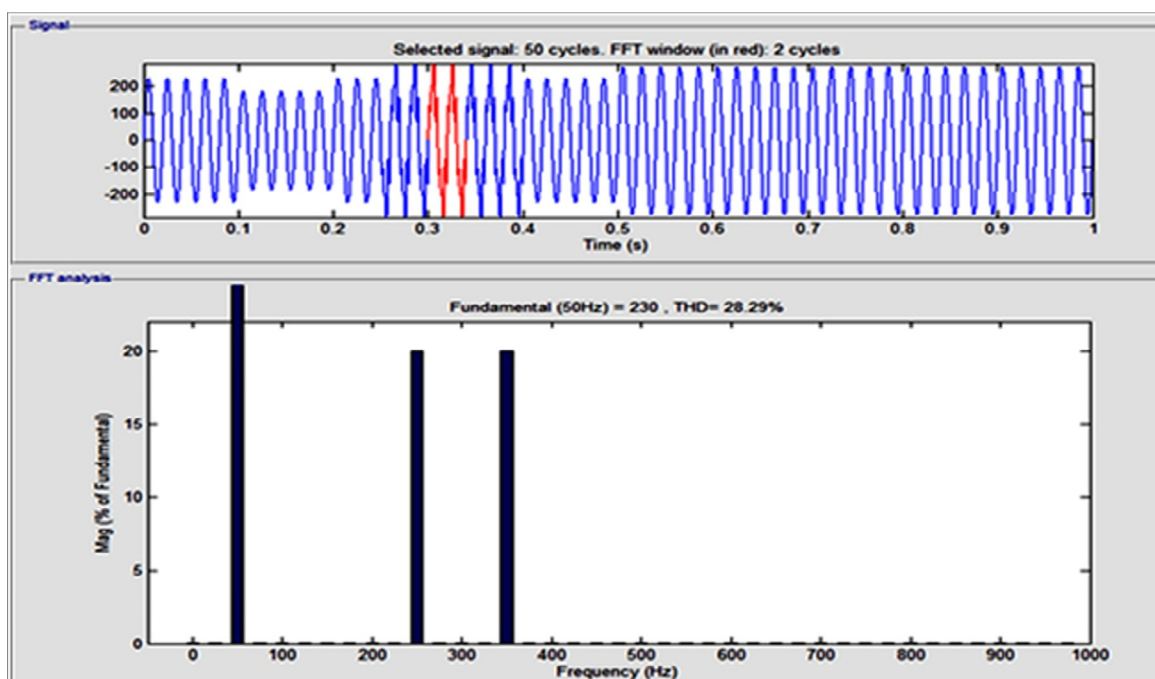 Signal
Selected signal: 50 cycles. FFT window (in red): 2 cycles
200
100
0
-100
-200
0 0.1 0.2 0.3 0.4 0.5 0.6 0.7 0.8 0.9 1
Time (s)
FFT analysis
Fundamental (50Hz) = 230 , THD= 28.29%
Mag (% of Fundamental)
20
15
10
5
0
0 100 200 300 400 500 600 700 800 900 1000
Frequency (Hz)